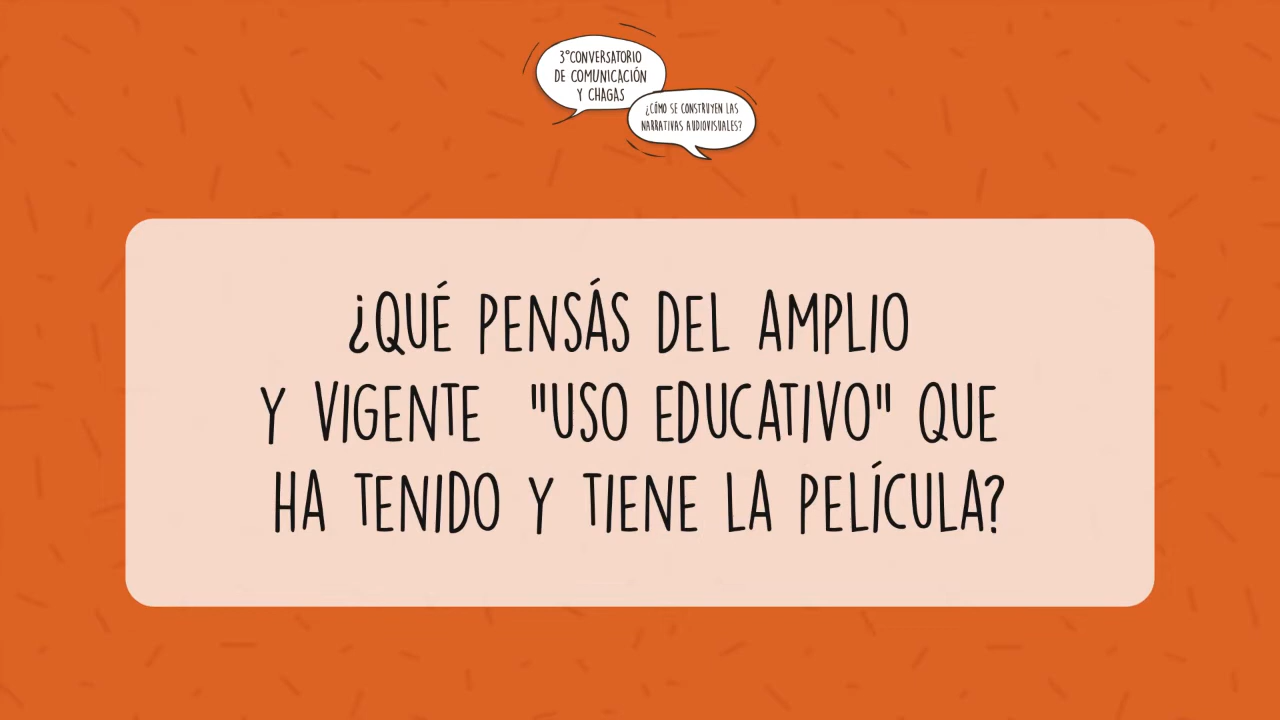 3°CONVERSATORIO
DE COMUNICACIÓN
Y CHAGAS
¿CÓMO SE CONSTRUYEN LAS
NARRATIVAS AUDIOVISUALES?
¿QUÉ PENSÁS DEL AMPLIO
Y VIGENTE "USO EDUCATIVO" QUE
HA TENIDO Y TIENE LA PELÍCULA?